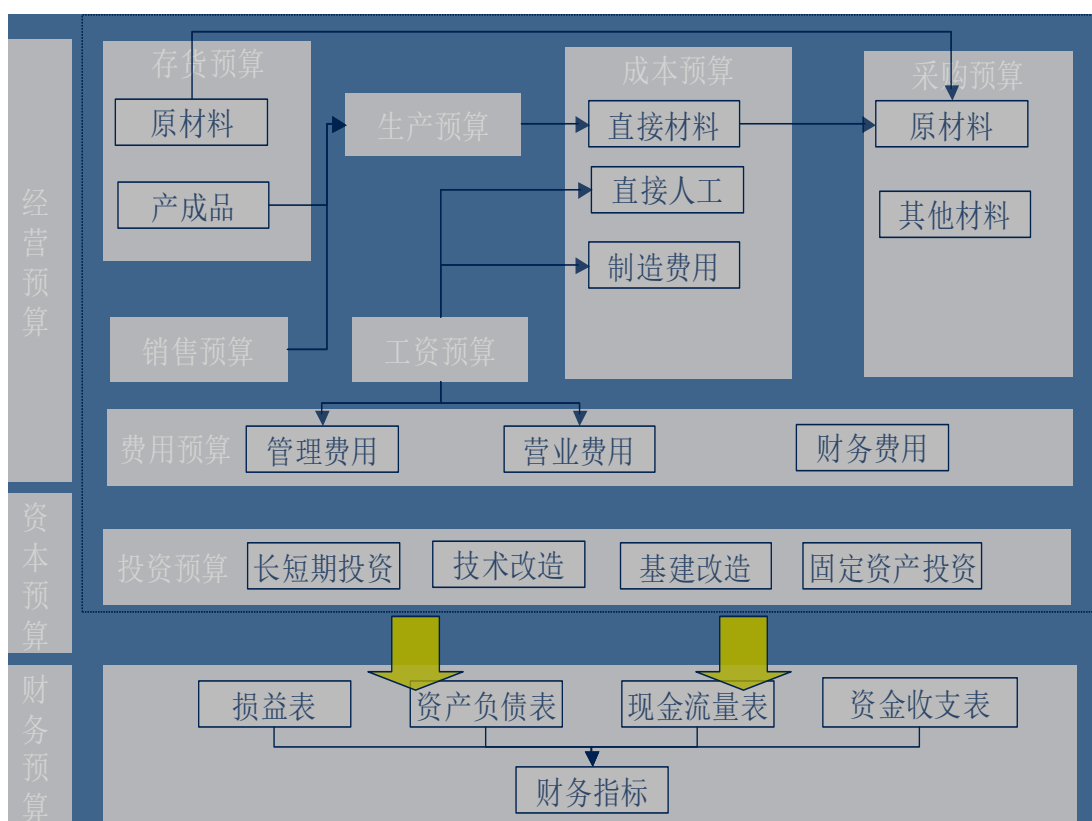 经营预算
存货预算
原材料
产成品
生产预算
成本预算
直接材料
直接人工
制造费用
采购预算
原材料
其他材料
销售预算
工资预算
费用预算
管理费用
营业费用
财务费用
资本预算
投资预算
长短期投资
技术改造
基建改造
固定资产投资
财务预算
损益表
资产负债表
现金流量表
资金收支表
财务指标